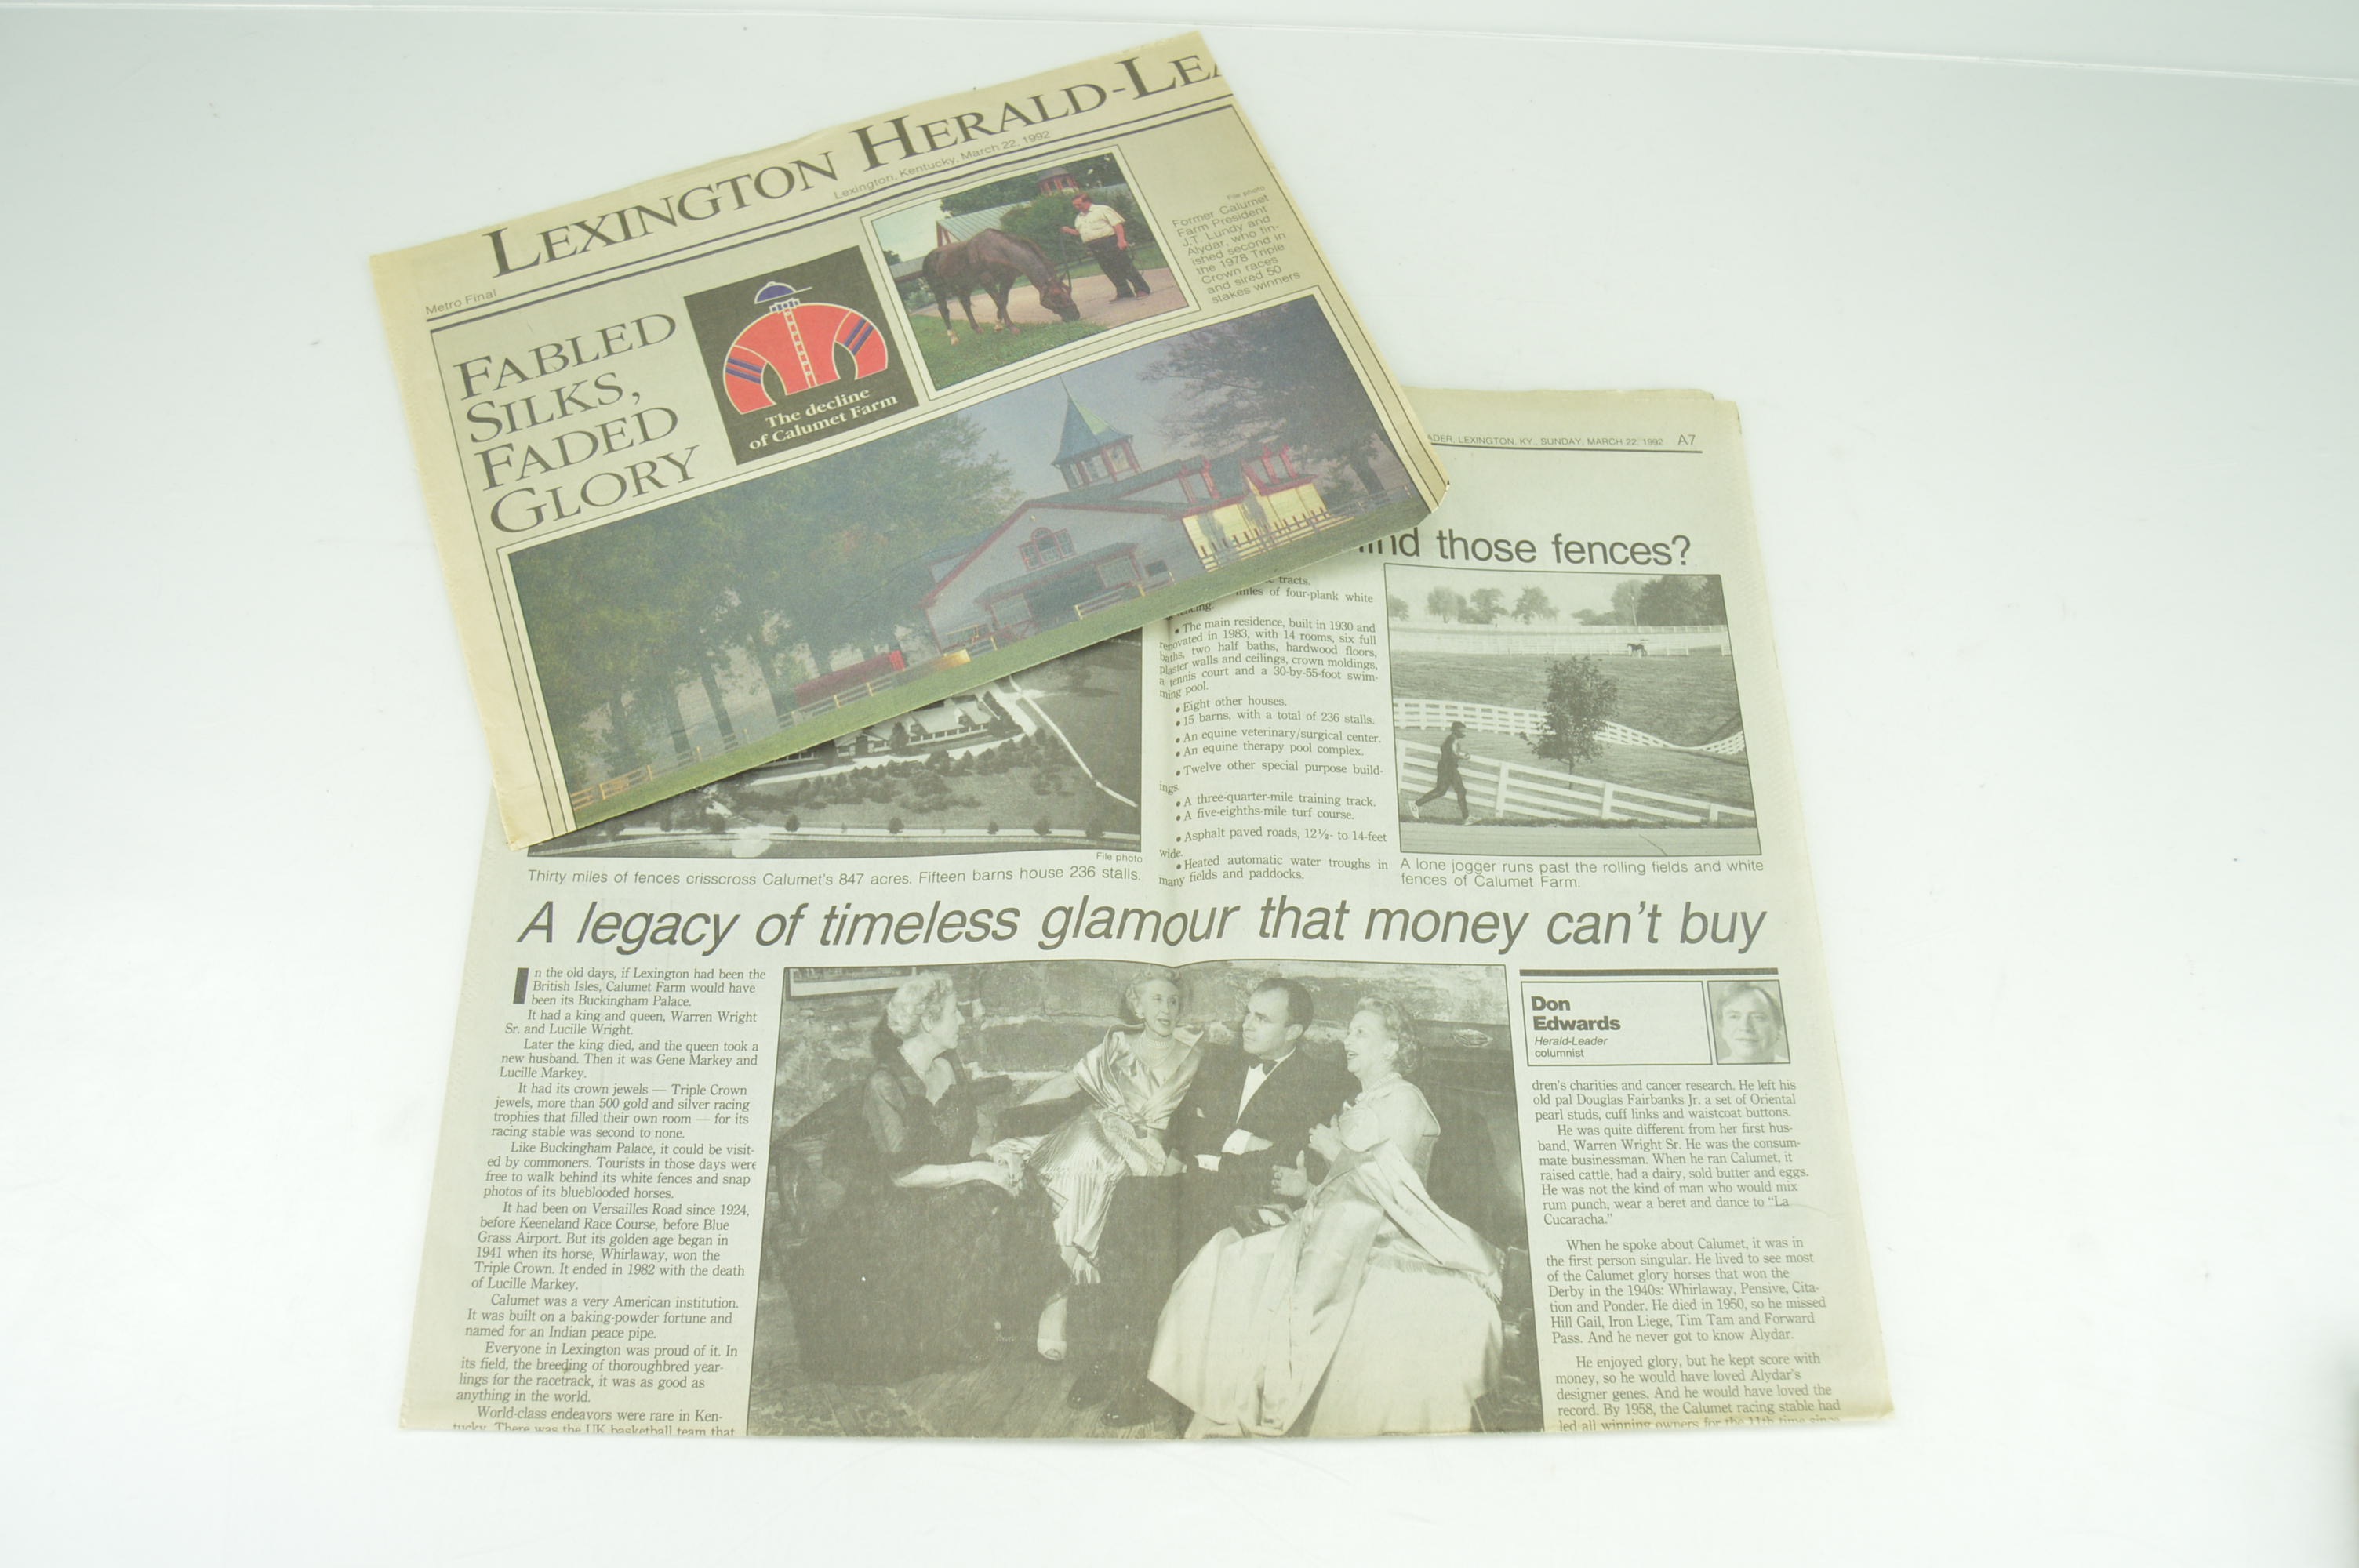 LEXINGTON HERALD-LEA
Lexington, Kentucky, March 22, 1992
Metro Final
FABLED
SILKS,
FADED
GLORY
The decline
of Calumet Farm
File photo
Former Calumet
Farm President
J.T. Lundy and
Alydar, who fin-
ished second in
the 1978 Triple
Crown races
and sired 50
stakes winners
ADER, LEXINGTON, KY., SUNDAY, MARCH 22, 1992 A7
those fences?
tracts.
miles of four-plank white
• The main residence, built in 1930 and
renovated in 1983, with 14 rooms, six full
baths, two half baths, hardwood floors,
plaster walls and ceilings, crown moldings,
a tennis court and a 30-by-55-foot swim-
ming pool.
• Eight other houses.
• 15 barns, with a total of 236 stalls.
• An equine veterinary/surgical center.
• An equine therapy pool complex.
• Twelve other special purpose build-
ings.
• A three-quarter-mile training track.
• A five-eighths-mile turf course.
• Asphalt paved roads, 12½- to 14-feet
wide.
• Heated automatic water troughs in
many fields and paddocks.
File photo
Thirty miles of fences crisscross Calumet's 847 acres. Fifteen barns house 236 stalls.
A lone jogger runs past the rolling fields and white
fences of Calumet Farm.
A legacy of timeless glamour that money can't buy
In the old days, if Lexington had been the
British Isles, Calumet Farm would have
been its Buckingham Palace.
It had a king and queen, Warren Wright
Sr. and Lucille Wright.
Later the king died, and the queen took a
new husband. Then it was Gene Markey and
Lucille Markey.
It had its crown jewels — Triple Crown
jewels, more than 500 gold and silver racing
trophies that filled their own room — for its
racing stable was second to none.
Like Buckingham Palace, it could be visit-
ed by commoners. Tourists in those days were
free to walk behind its white fences and snap
photos of its blueblooded horses.
It had been on Versailles Road since 1924,
before Keeneland Race Course, before Blue
Grass Airport. But its golden age began in
1941 when its horse, Whirlaway, won the
Triple Crown. It ended in 1982 with the death
of Lucille Markey.
Calumet was a very American institution.
It was built on a baking-powder fortune and
named for an Indian peace pipe.
Everyone in Lexington was proud of it. In
its field, the breeding of thoroughbred year-
lings for the racetrack, it was as good as
anything in the world.
World-class endeavors were rare in Ken-
tucky. There was the UK basketball team that
Don
Edwards
Herald-Leader
columnist
dren's charities and cancer research. He left his
old pal Douglas Fairbanks Jr. a set of Oriental
pearl studs, cuff links and waistcoat buttons.
He was quite different from her first hus-
band, Warren Wright Sr. He was the consum-
mate businessman. When he ran Calumet, it
raised cattle, had a dairy, sold butter and eggs.
He was not the kind of man who would mix
rum punch, wear a beret and dance to “La
Cucaracha.”
When he spoke about Calumet, it was in
the first person singular. He lived to see most
of the Calumet glory horses that won the
Derby in the 1940s: Whirlaway, Pensive, Cita-
tion and Ponder. He died in 1950, so he missed
Hill Gail, Iron Liege, Tim Tam and Forward
Pass. And he never got to know Alydar.
He enjoyed glory, but he kept score with
money, so he would have loved Alydar's
designer genes. And he would have loved the
record. By 1958, the Calumet racing stable had
led all winning owners for the 11th time since